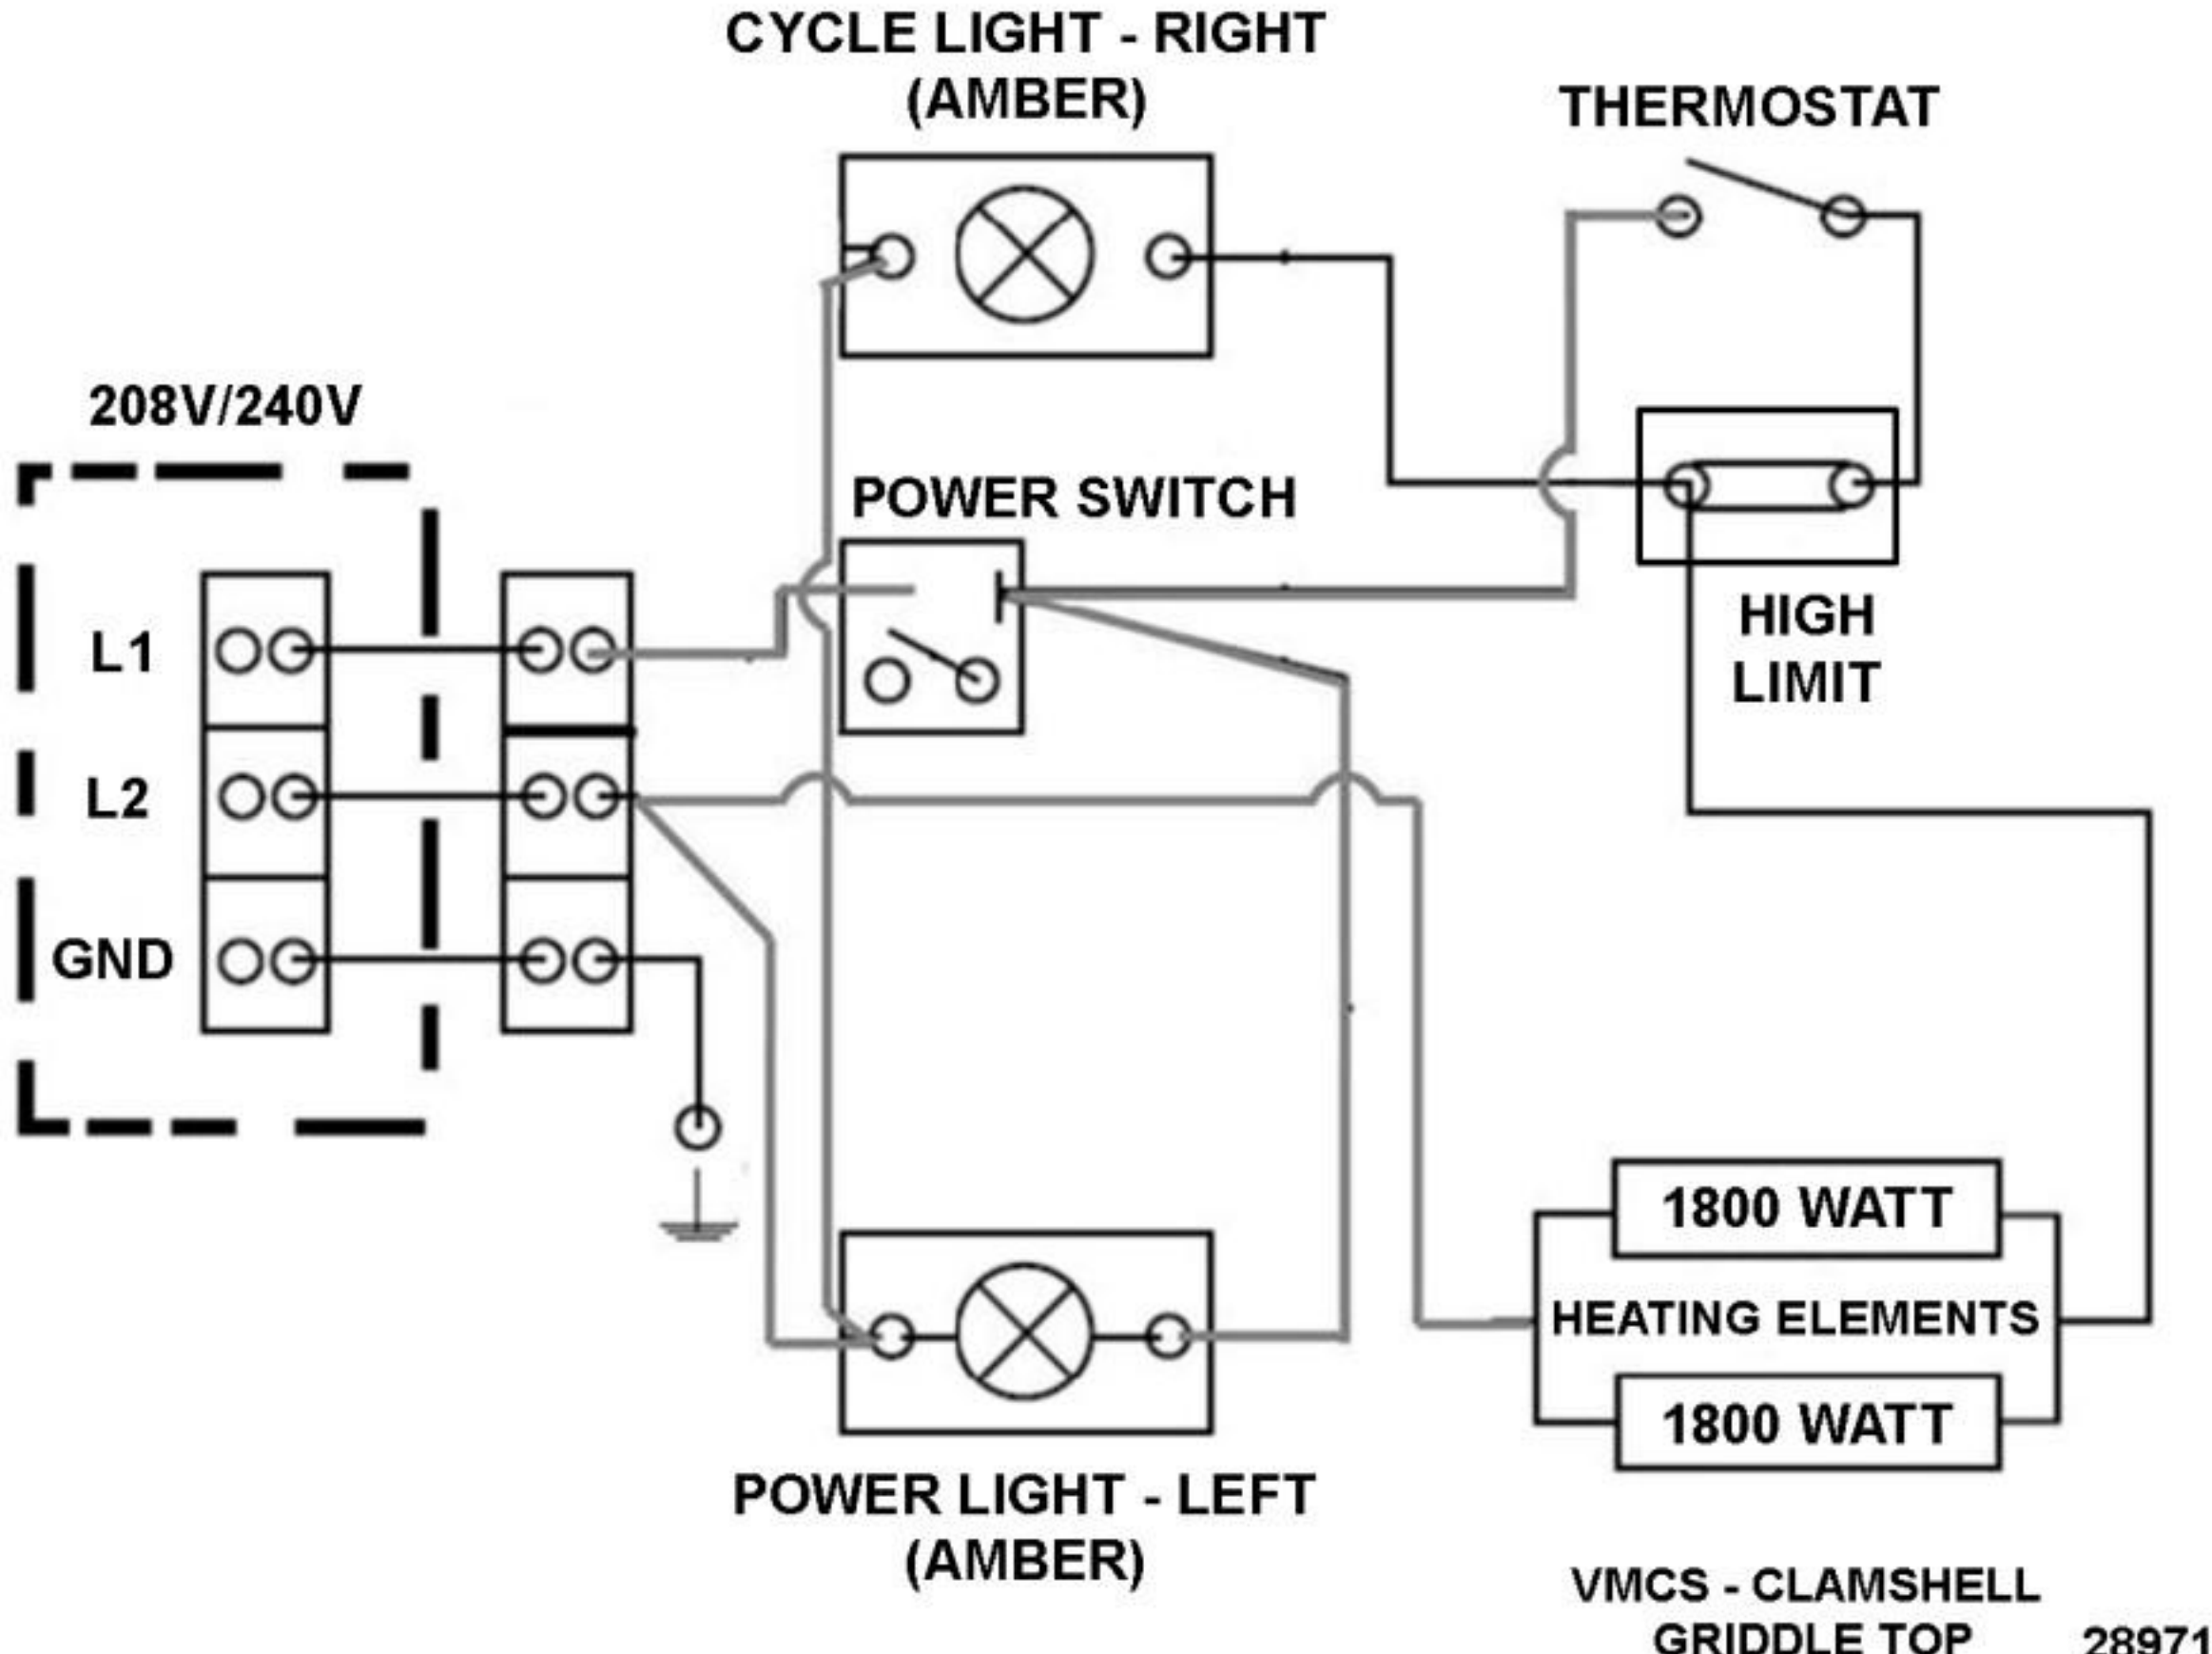 CYCLE LIGHT - RIGHT
(AMBER)
THERMOSTAT
208V/240V
POWER SWITCH
HIGH
LIMIT
L1
L2
GND
1800 WATT
HEATING ELEMENTS
1800 WATT
POWER LIGHT - LEFT
(AMBER)
VMCS - CLAMSHELL
GRIDDLE TOP
28971